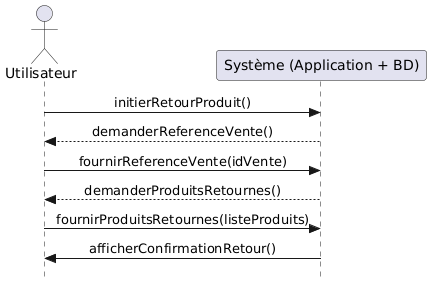 Utilisateur
Système (Application + BD)
initierRetourProduit()
demanderReferenceVente()
fournirReferenceVente(idVente)
demanderProduitsRetournes()
fournirProduitsRetournes(listeProduits)
afficherConfirmationRetour()